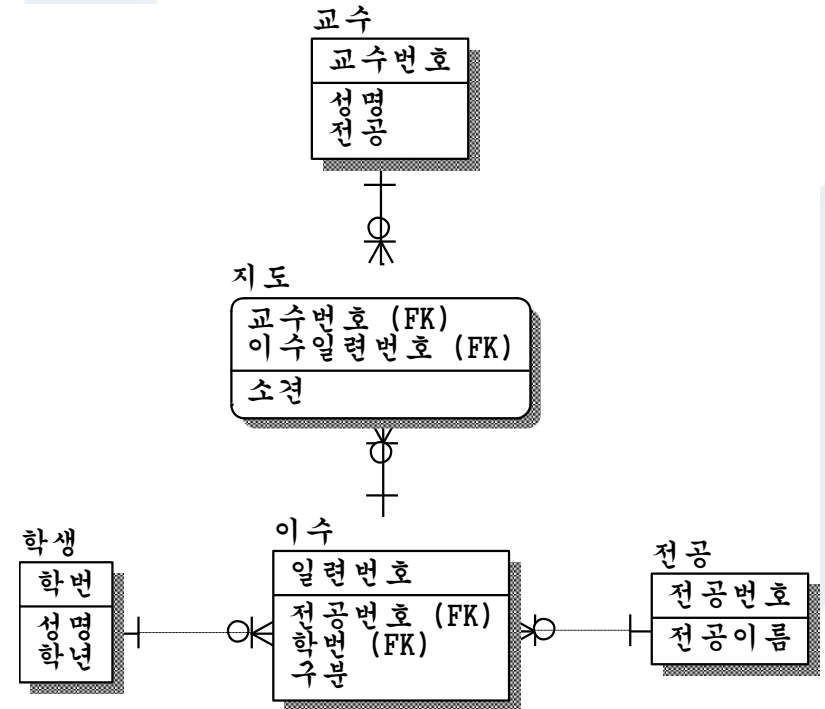 교수
교수번호
성명
전공
지도
교수번호 (FK)
이수일련번호 (FK)
소견
학생
학번
성명
학년
이수
일련번호
전공번호 (FK)
학번 (FK)
구분
전공
전공번호
전공이름